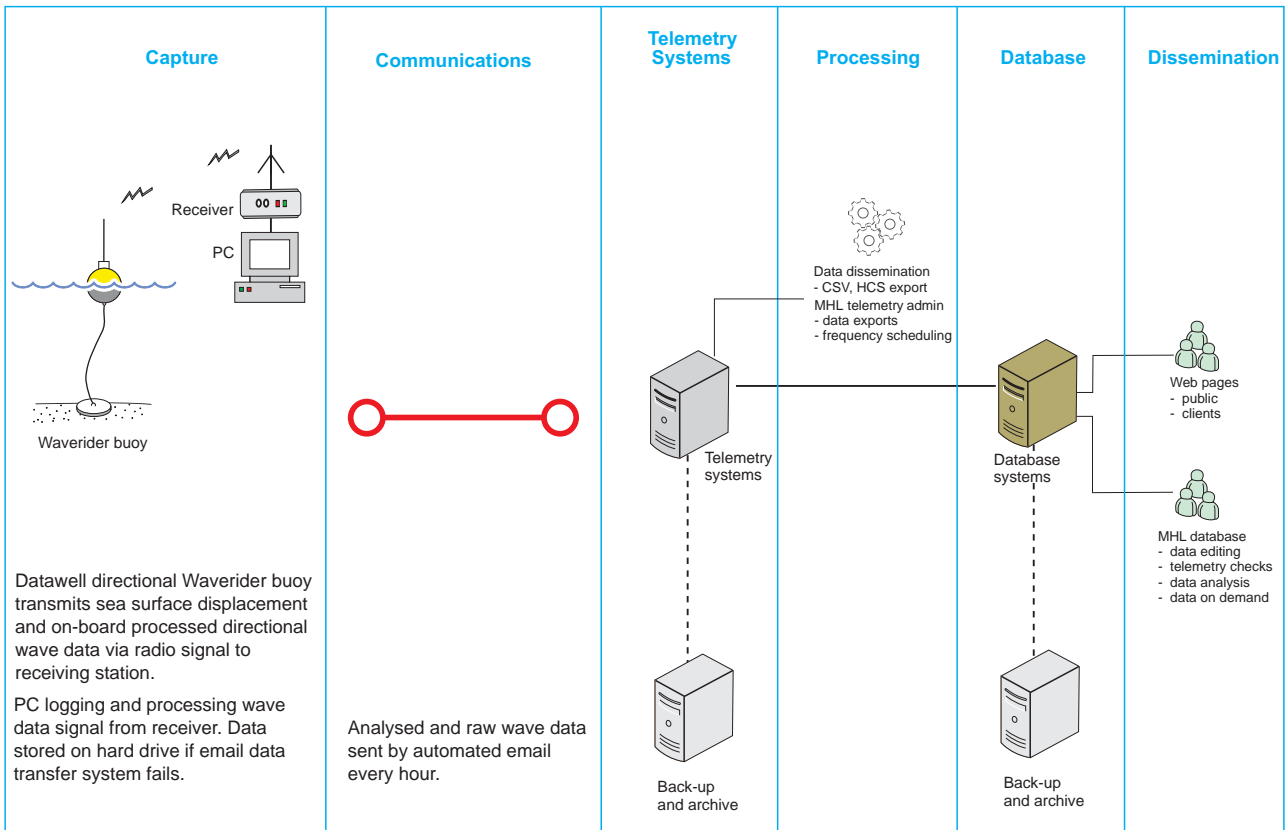 Capture
Communications
Telemetry
Systems
Processing
Database
Dissemination
Receiver
PC
Waverider buoy
Datawell directional Waverider buoy
transmits sea surface displacement
and on-board processed directional
wave data via radio signal to
receiving station.
PC logging and processing wave
data signal from receiver. Data
stored on hard drive if email data
transfer system fails.
Analysed and raw wave data
sent by automated email
every hour.
Telemetry
systems
Back-up
and archive
Data dissemination
- CSV, HCS export
MHL telemetry admin
- data exports
- frequency scheduling
Database
systems
Back-up
and archive
Web pages
- public
- clients
MHL database
- data editing
- telemetry checks
- data analysis
- data on demand